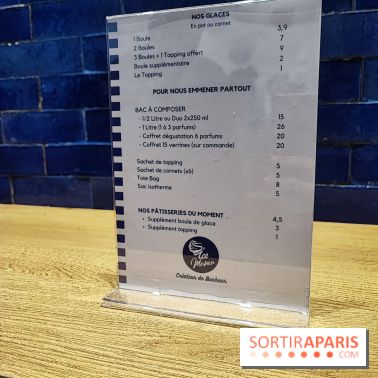 NOS GLACES
En pot ou cornet
1 Boule 3,9
2 Boules 7
3 Boules + 1 Topping offert 9
Boule supplémentaire 2
Le Topping 1
POUR NOUS EMMENER PARTOUT
BAC À COMPOSER
- 1/2 Litre ou Duo 2x250 ml 15
- 1 Litre (1 à 3 parfums) 26
- Coffret dégustation 6 parfums 20
- Coffret 15 verrines (sur commande) 20
Sachet de topping 5
Sachet de cornets (x6) 5
Tote Bag 8
Sac isotherme 5
NOS PÂTISSERIES DU MOMENT 4,5
• Supplément boule de glace 3
• Supplément topping 1
Créateur de Bonheur
SORTIRAPARIS
.COM